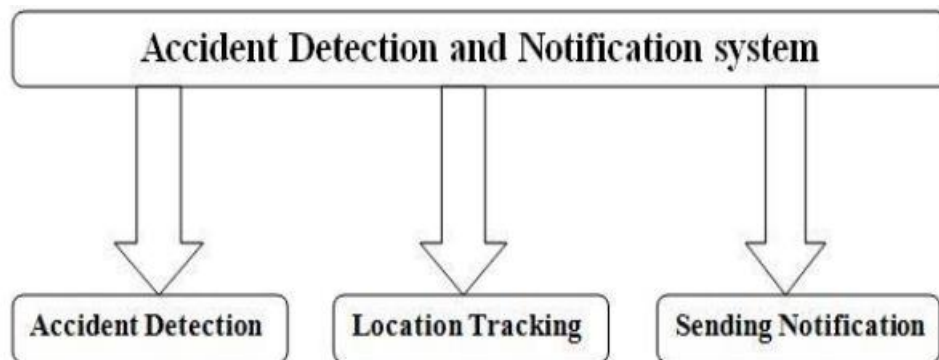 Accident Detection and Notification system
Accident Detection
Location Tracking
Sending Notification